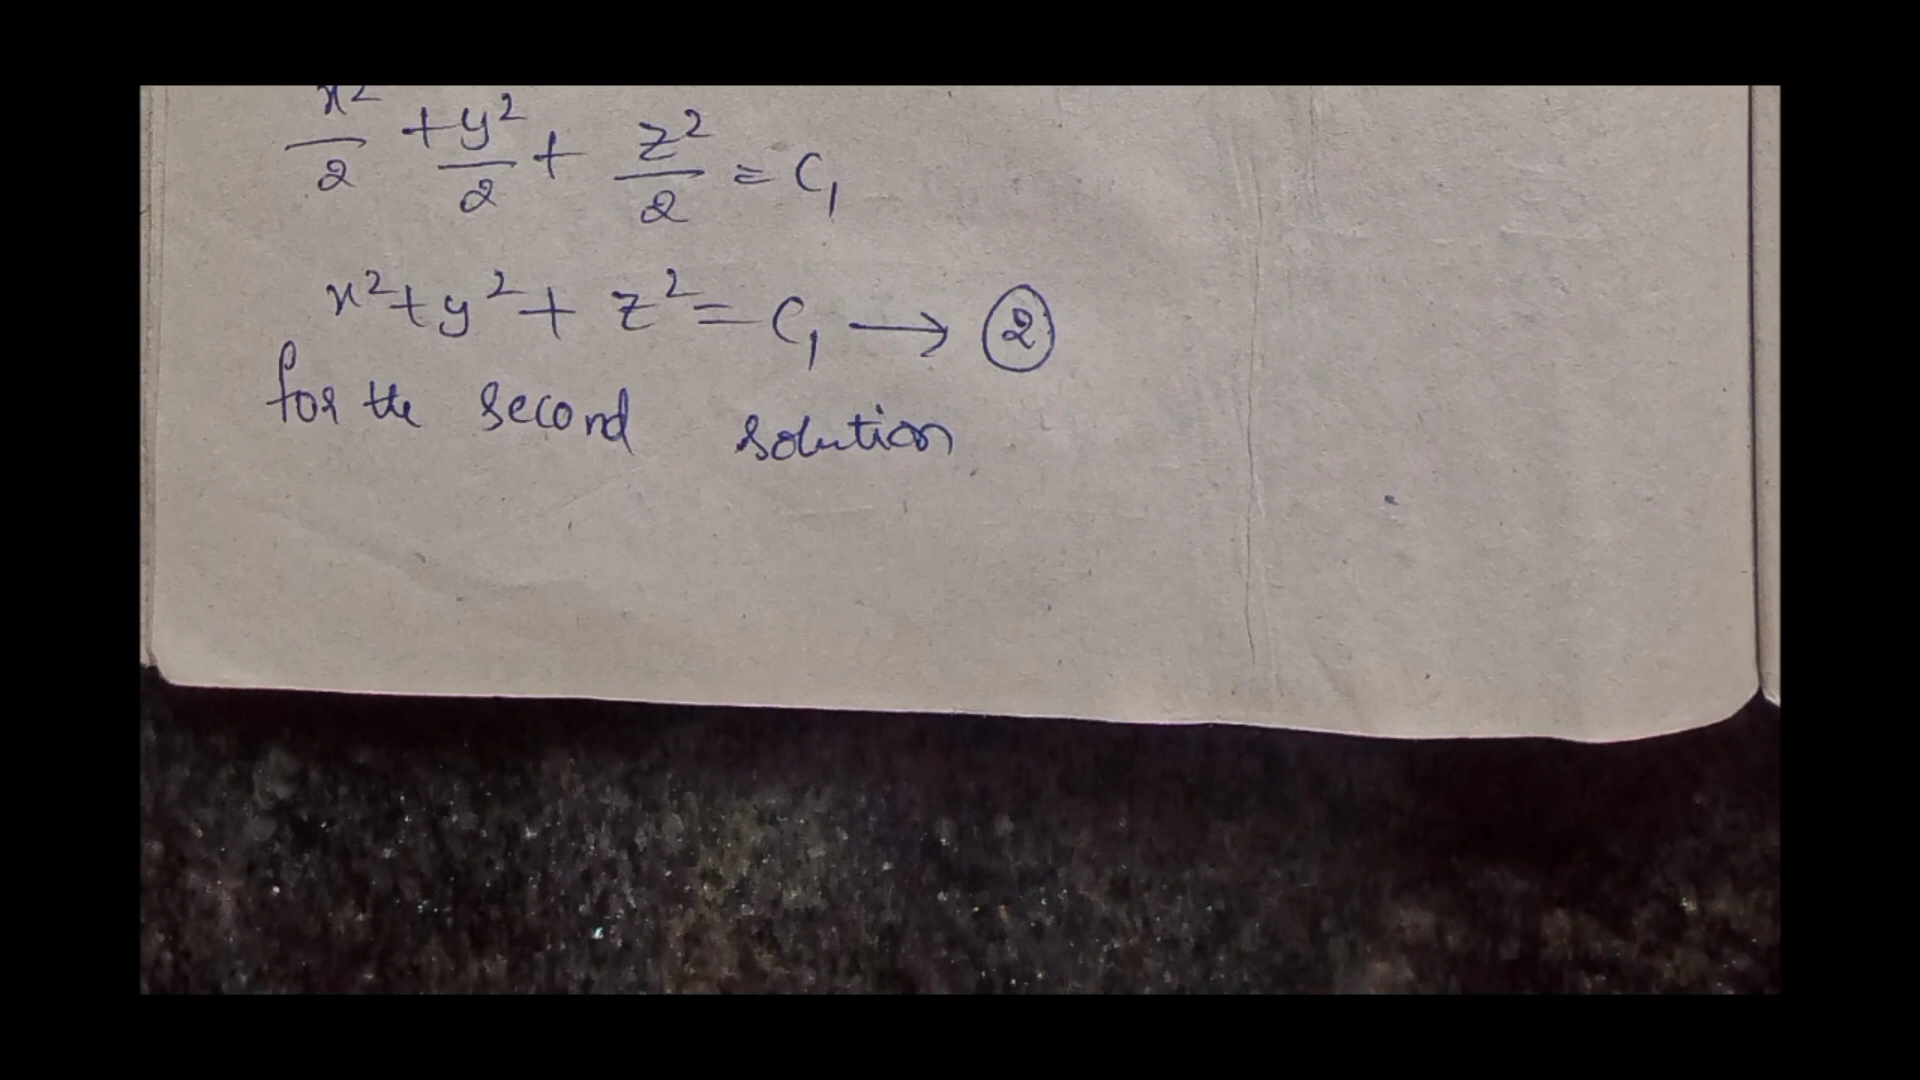 x²/2 + y²/2 + z²/2 = C₁
x² + y² + z² = C₁ → ②
for the second solution